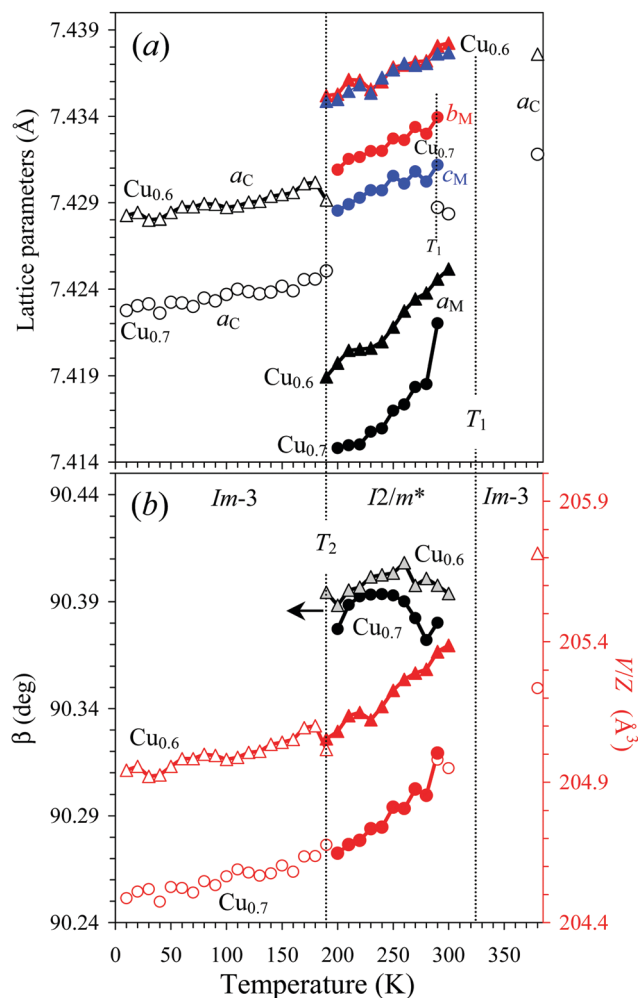 7.439
(a)
Cu0.6
aC
7.434
bM
Cu0.7
cM
7.429
Cu0.6
aC
T1
7.424
aM
Cu0.7
aC
7.419
Cu0.6
T1
Cu0.7
7.414
Lattice parameters (Å)
90.44
(b)
Im-3
I2/m*
Im-3
205.9
T2
Cu0.6
90.39
Cu0.7
205.4
90.34
Cu0.6
204.9
90.29
Cu0.7
90.24
204.4
β (deg)
V/Z (Å3)
0 50 100 150 200 250 300 350
Temperature (K)